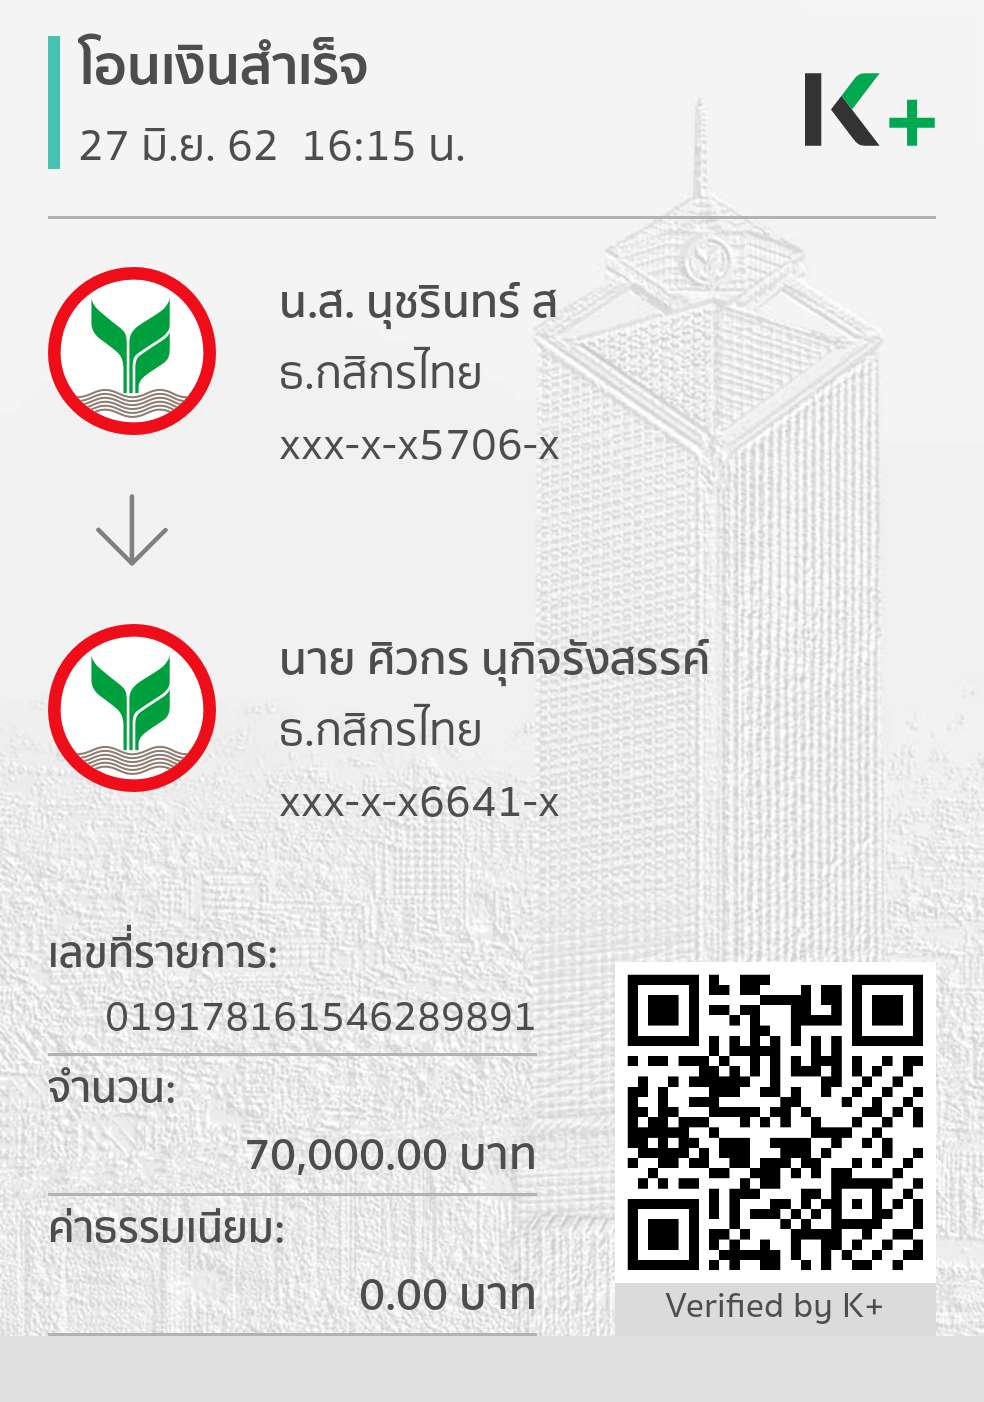 โอนเงินสำเร็จ
27 มิ.ย. 62  16:15 น.
K+
น.ส. นุชรินทร์ ส
ธ.กสิกรไทย
xxx-x-x5706-x
นาย ศิวกร นุกิจรังสรรค์
ธ.กสิกรไทย
xxx-x-x6641-x
เลขที่รายการ:
019178161546289891
จำนวน:
70,000.00 บาท
ค่าธรรมเนียม:
0.00 บาท
Verified by K+